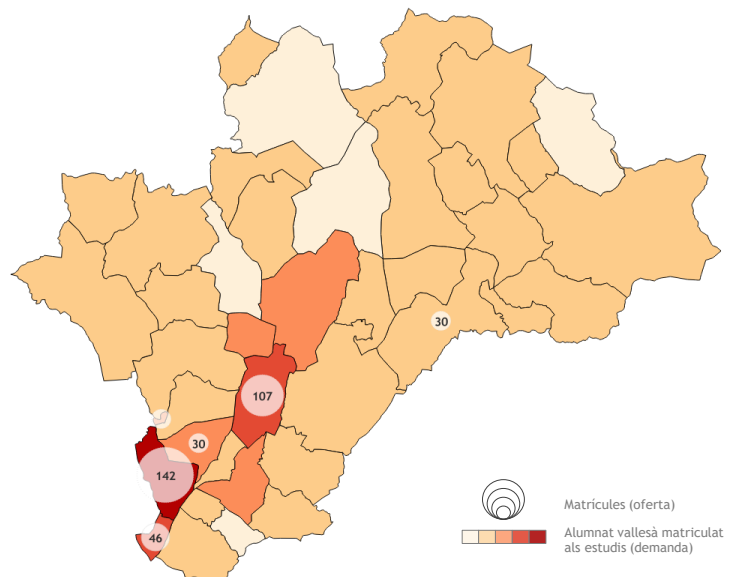 30
107
30
142
46
Matrícules (oferta)
Alumnat vallesà matriculat
als estudis (demanda)